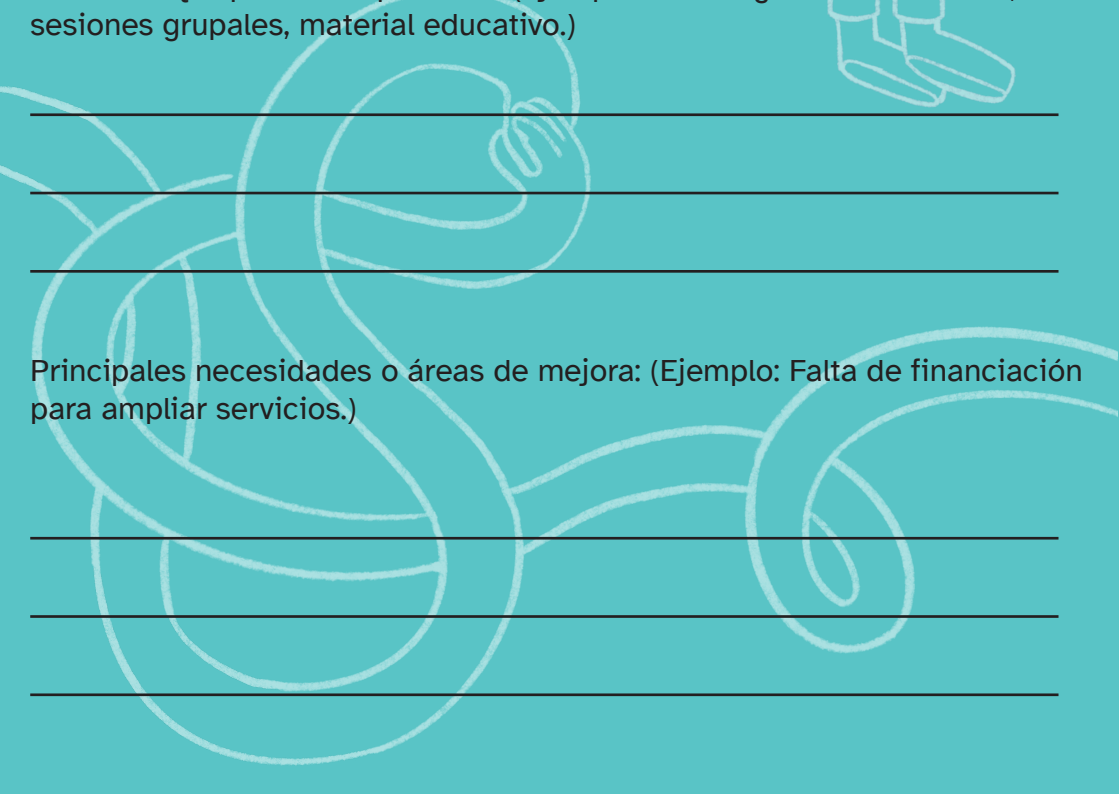 sesiones grupales, material educativo.)
Principales necesidades o áreas de mejora: (Ejemplo: Falta de financiación
para ampliar servicios.)